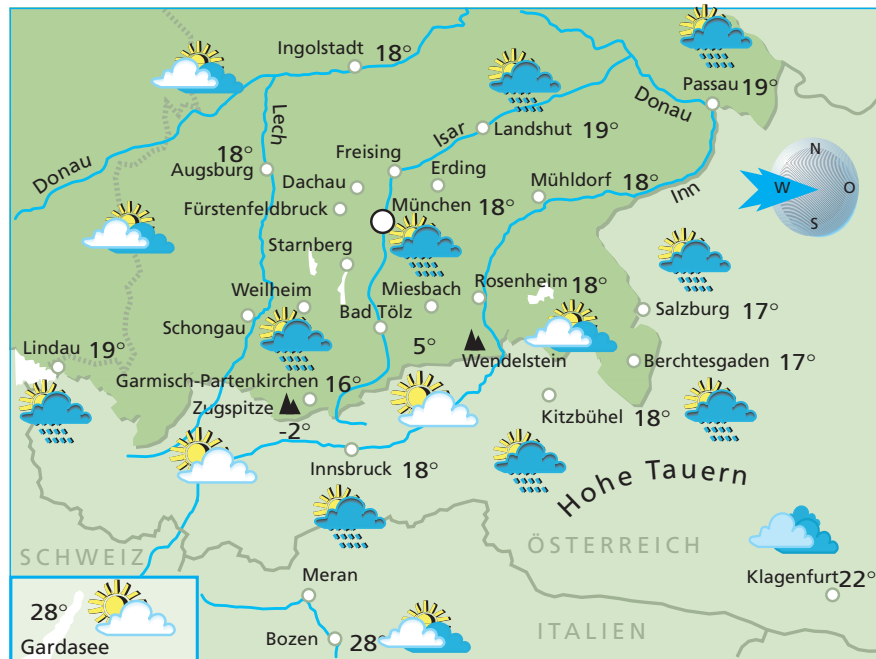 Ingolstadt 18°
Passau 19°
Donau
Lech
Isar
Landshut 19°
Donau
18°
Augsburg
Freising
Erding
Dachau
Mühldorf 18°
Inn
Fürstenfeldbruck
München 18°
N
W
O
S
Starnberg
Weilheim
Miesbach
Rosenheim 18°
Schongau
Bad Tölz
Salzburg 17°
Lindau 19°
5°
Wendelstein
Berchtesgaden 17°
Garmisch-Partenkirchen 16°
Zugspitze
-2°
Kitzbühel 18°
Innsbruck 18°
Hohe Tauern
SCHWEIZ
ÖSTERREICH
Meran
Klagenfurt 22°
28°
Gardasee
Bozen 28°
ITALIEN